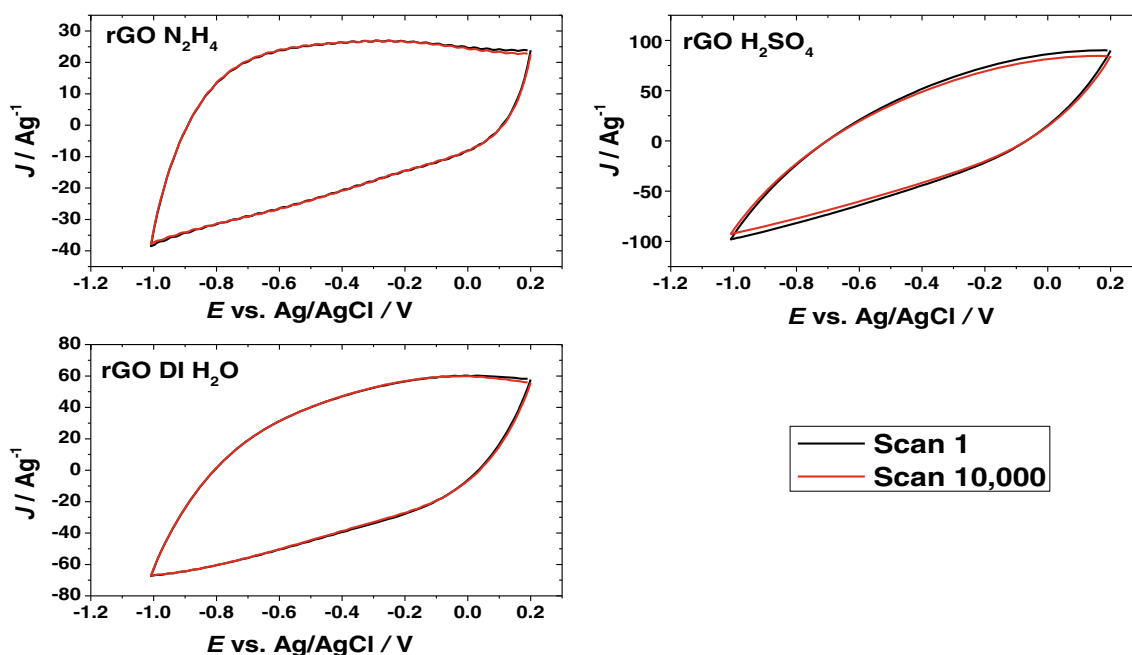 rGO N₂H₄
30
20
10
0
-10
-20
-30
-40
J / Ag⁻¹
-1.2 -1.0 -0.8 -0.6 -0.4 -0.2 0.0 0.2
E vs. Ag/AgCl / V
rGO H₂SO₄
100
50
0
-50
-100
J / Ag⁻¹
-1.2 -1.0 -0.8 -0.6 -0.4 -0.2 0.0 0.2
E vs. Ag/AgCl / V
rGO DI H₂O
80
60
40
20
0
-20
-40
-60
-80
J / Ag⁻¹
-1.2 -1.0 -0.8 -0.6 -0.4 -0.2 0.0 0.2
E vs. Ag/AgCl / V
Scan 1
Scan 10,000